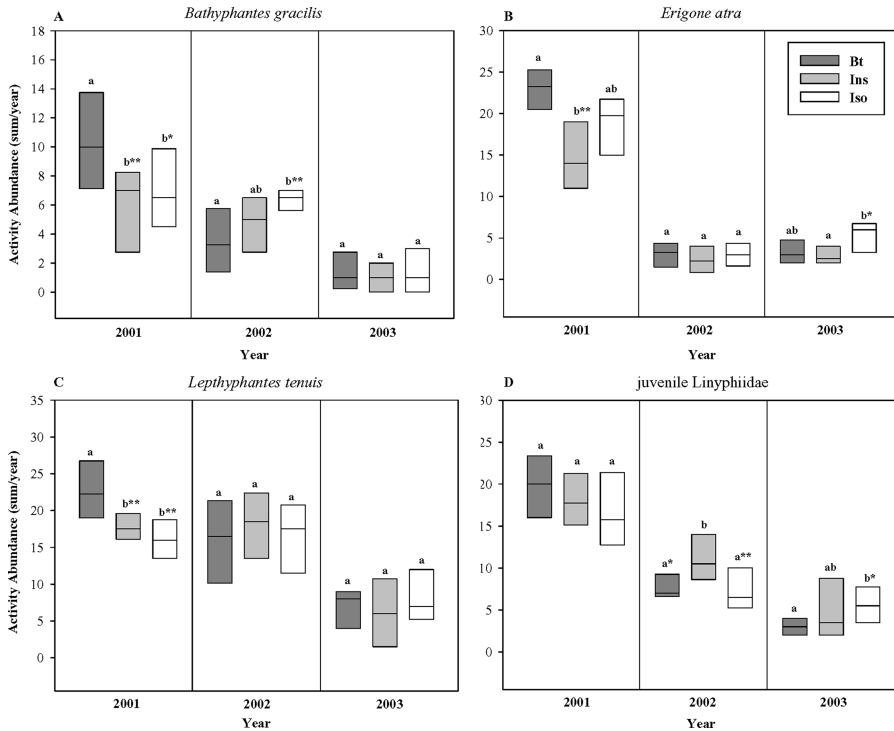 A
Bathyphantes gracilis
Activity Abundance (sum/year)
18
16
14
12
10
8
6
4
2
0
a
b**
b*
a
ab
b**
a
a
a
2001
2002
2003
Year
B
Erigone atra
30
25
20
15
10
5
0
a
b**
ab
a
a
a
ab
a
b*
Bt
Ins
Iso
2001
2002
2003
Year
C
Lepthyphantes tenuis
Activity Abundance (sum/year)
35
30
25
20
15
10
5
0
a
b**
b**
a
a
a
a
a
a
2001
2002
2003
Year
D
juvenile Linyphiidae
30
25
20
15
10
5
0
a
a
a
a*
b
a**
a
ab
b*
2001
2002
2003
Year